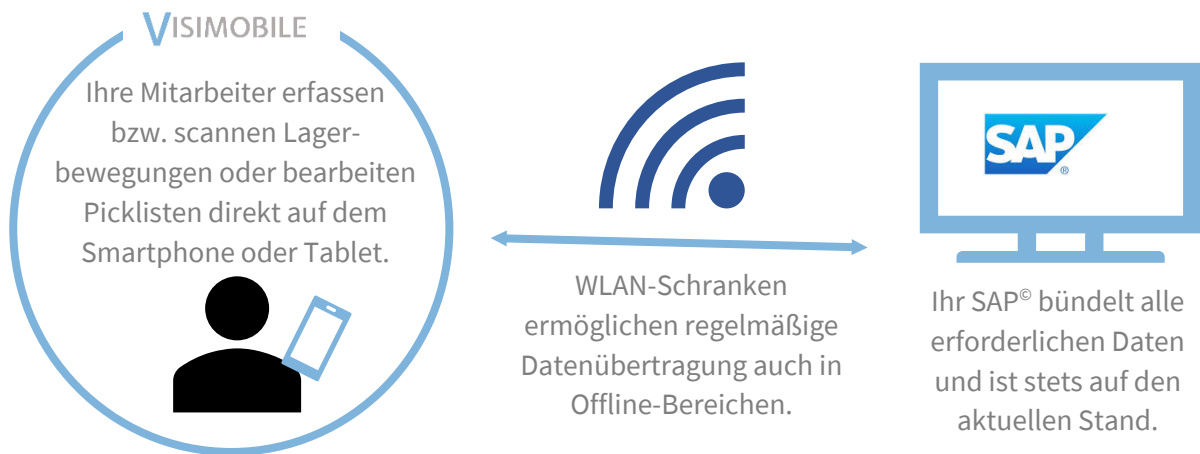 VISIMOBILE
Ihre Mitarbeiter erfassen
bzw. scannen Lager-
bewegungen oder bearbeiten
Picklisten direkt auf dem
Smartphone oder Tablet.
WLAN-Schranken
ermöglichen regelmäßige
Datenübertragung auch in
Offline-Bereichen.
SAP®
Ihr SAP© bündelt alle
erforderlichen Daten
und ist stets auf den
aktuellen Stand.